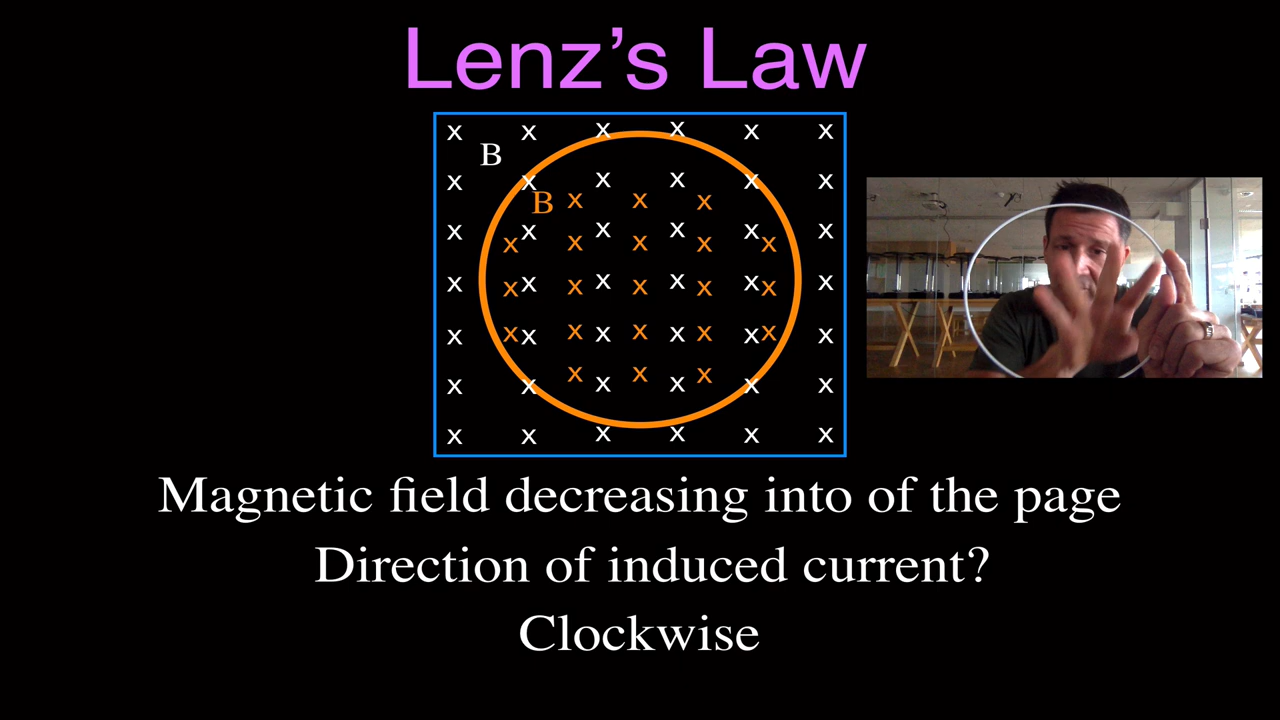 Lenz's Law
x x x x x x
B
x x x x x x
B x x x
x x x x x x
x x x x x
x x x x x x
x x x x x
x x x x x
x x x x x x
x x x
x x x x x x
x x x x x x
Magnetic field decreasing into of the page
Direction of induced current?
Clockwise